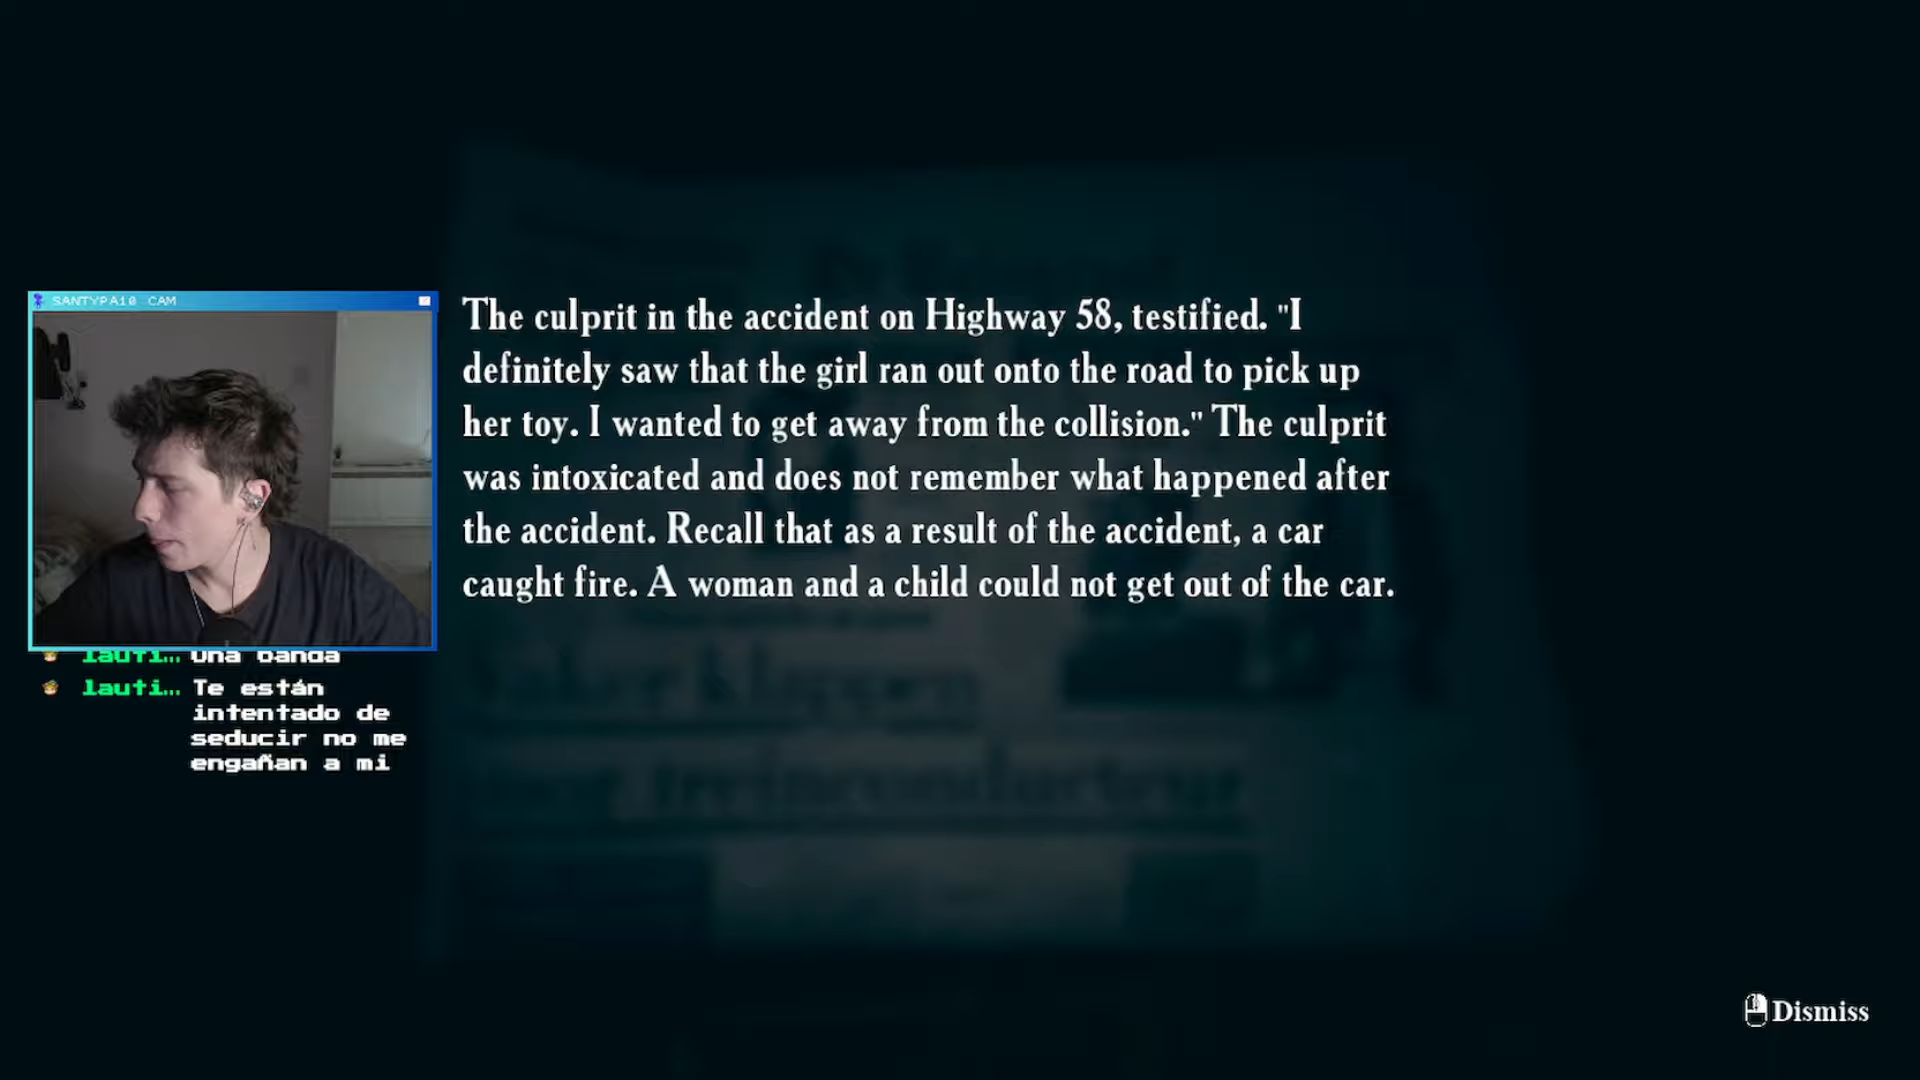 SANTYPA10 CAM
The culprit in the accident on Highway 58, testified. "I
definitely saw that the girl ran out onto the road to pick up
her toy. I wanted to get away from the collision." The culprit
was intoxicated and does not remember what happened after
the accident. Recall that as a result of the accident, a car
caught fire. A woman and a child could not get out of the car.
lauti... Una banda
lauti... Te están
intentado de
seducir no me
engañan a mi
Dismiss